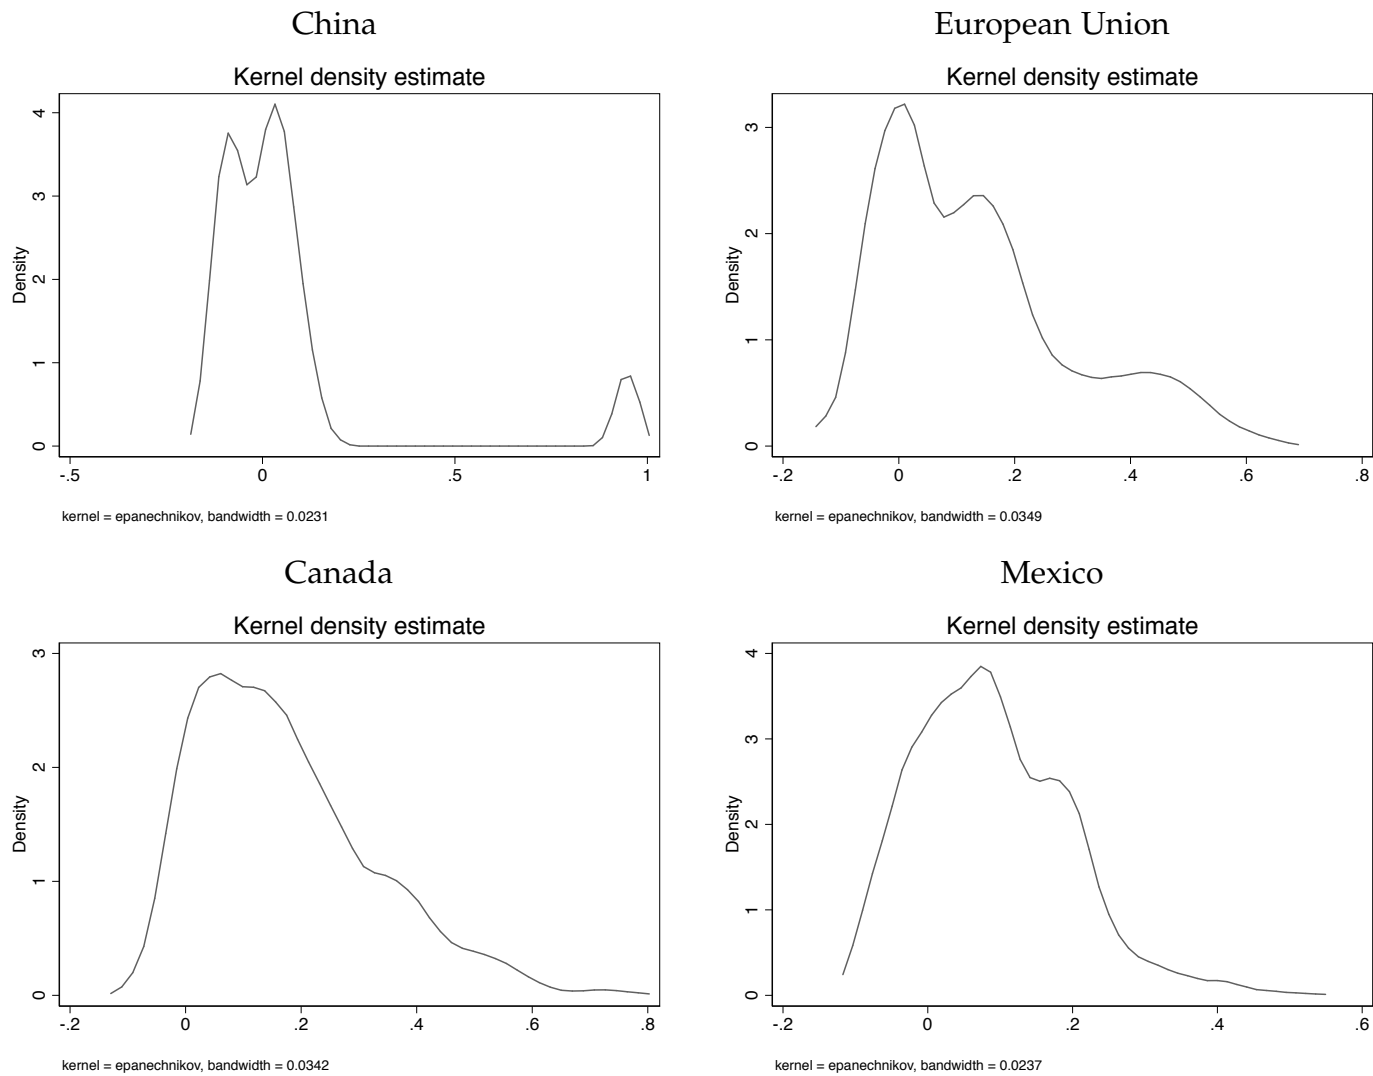 China
Kernel density estimate
Density
4
3
2
1
0
-.5
0
.5
1
kernel = epanechnikov, bandwidth = 0.0231
European Union
Kernel density estimate
Density
3
2
1
0
-.2
0
.2
.4
.6
.8
kernel = epanechnikov, bandwidth = 0.0349
Canada
Kernel density estimate
Density
3
2
1
0
-.2
0
.2
.4
.6
.8
kernel = epanechnikov, bandwidth = 0.0342
Mexico
Kernel density estimate
Density
4
3
2
1
0
-.2
0
.2
.4
.6
kernel = epanechnikov, bandwidth = 0.0237